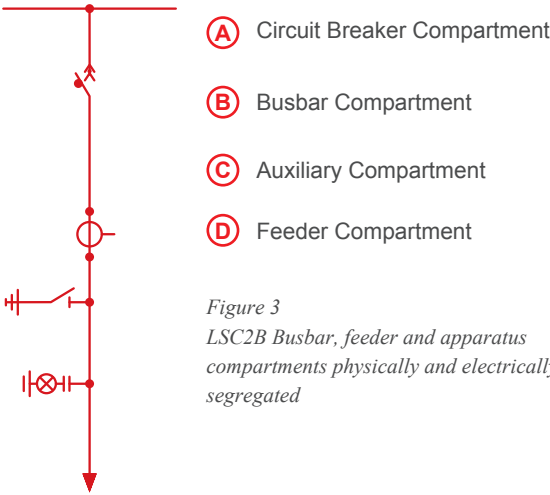 A Circuit Breaker Compartment
B Busbar Compartment
C Auxiliary Compartment
D Feeder Compartment
Figure 3
LSC2B Busbar, feeder and apparatus
compartments physically and electrically
segregated